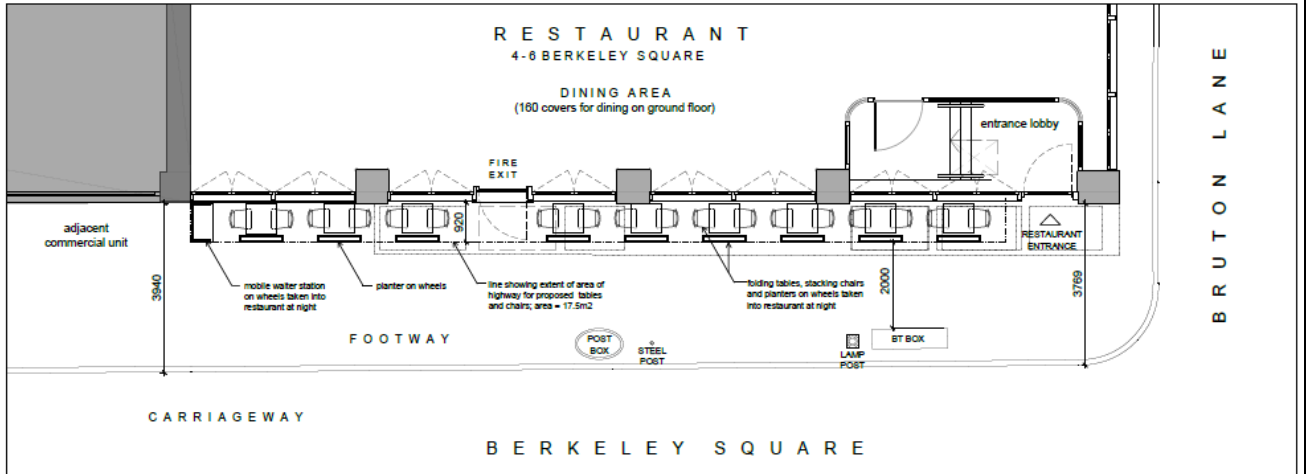 RESTAURANT
4-6 BERKELEY SQUARE
DINING AREA
(160 covers for dining on ground floor)
entrance lobby
FIRE
EXIT
BRUTON LANE
adjacent
commercial unit
920
RESTAURANT
ENTRANCE
3940
mobile waiter station
on wheels taken into
restaurant at night
planter on wheels
line showing extent of area of
highway for proposed tables
and chairs; area = 17.5m2
folding tables, stacking chairs
and planters on wheels taken
into restaurant at night
2000
3769
FOOTWAY
POST
BOX
STEEL
POST
LAMP
POST
BT BOX
CARRIAGEWAY
BERKELEY SQUARE